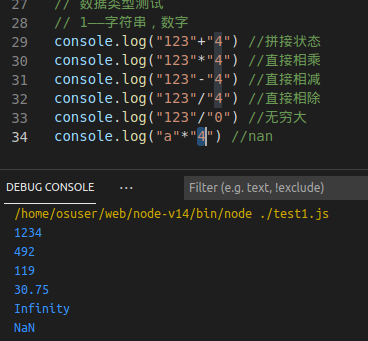 27 // 数据类型测试
28 // 1——字符串，数字
29 console.log("123"+"4") //拼接状态
30 console.log("123"*"4") //直接相乘
31 console.log("123"-"4") //直接相减
32 console.log("123"/"4") //直接相除
33 console.log("123"/"0") //无穷大
34 console.log("a"*"4") //nan
DEBUG CONSOLE ··· Filter (e.g. text, !exclude)
/home/osuser/web/node-v14/bin/node ./test1.js
1234
492
119
30.75
Infinity
NaN